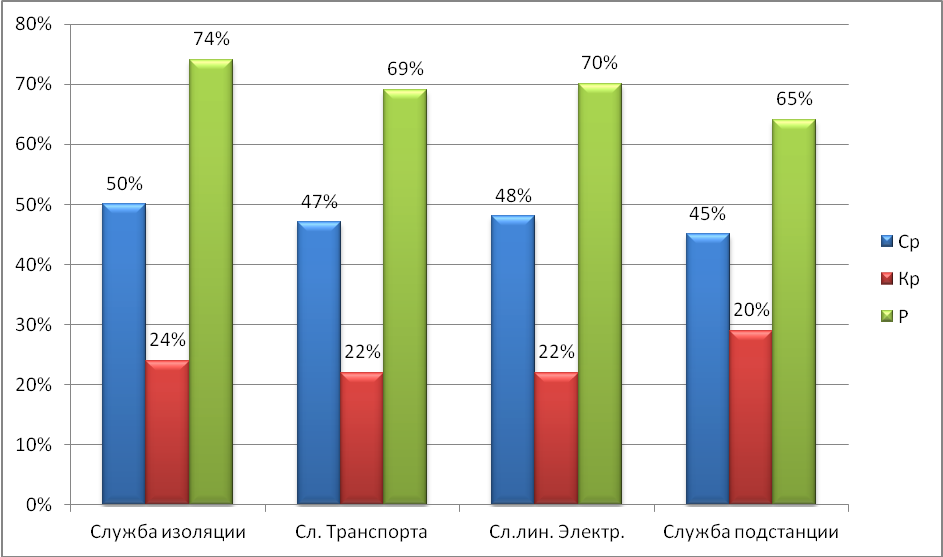 80%
70%
60%
50%
40%
30%
20%
10%
0%
50% 24% 74%
47% 22% 69%
48% 22% 70%
45% 20% 65%
Служба изоляции
Сл. Транспорта
Сл.лин. Электр.
Служба подстанции
Ср
Кр
Р